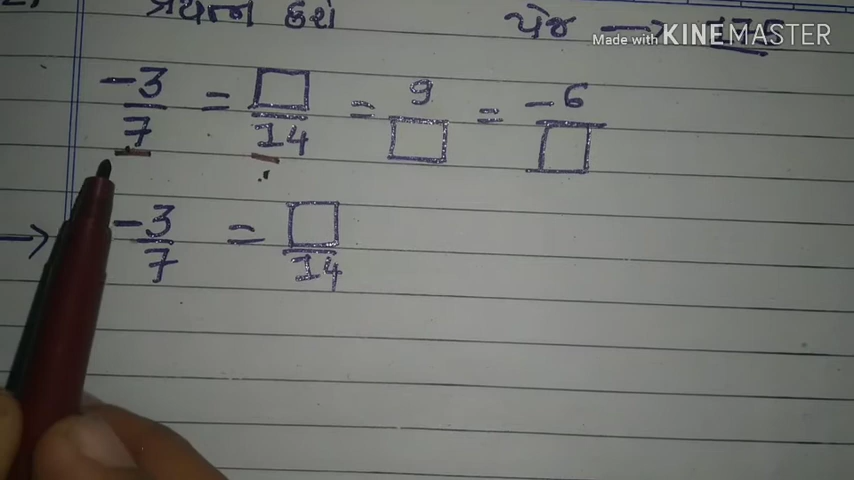 પ્રયત્ન કરો પેજ →
Made with KINEMASTER
-3/7 = □/14 = 9/□ = -6/□
→ -3/7 = □/14